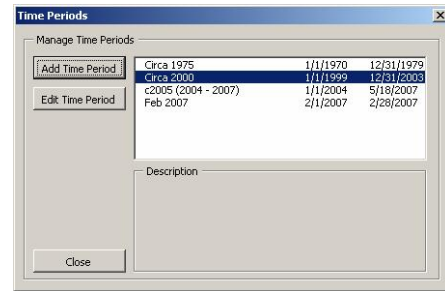 Time Periods
Manage Time Periods
Add Time Period
Edit Time Period
Circa 1975 1/1/1970 12/31/1979
Circa 2000 1/1/1999 12/31/2003
c2005 (2004 - 2007) 1/1/2004 5/18/2007
Feb 2007 2/1/2007 2/28/2007
Description
Close